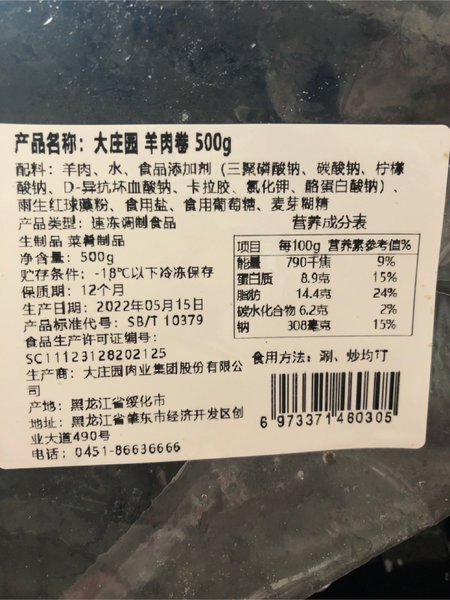 产品名称：大庄园 羊肉卷 500g
配料：羊肉、水、食品添加剂（三聚磷酸钠、碳酸钠、柠檬
酸钠、D-异抗坏血酸钠、卡拉胶、氯化钾、酪蛋白酸钠）、
雨生红球藻粉、食用盐、食用葡萄糖、麦芽糊精
产品类型：速冻调制食品
生制品 菜肴制品
净含量：500g
贮存条件：-18℃以下冷冻保存
保质期：12个月
生产日期：2022年05月15日
产品标准代号：SB/T 10379
食品生产许可证编号：
SC11123128202125
生产商：大庄园肉业集团股份有限公
司
产地：黑龙江省绥化市
地址：黑龙江省肇东市经济开发区创
业大道490号
电话：0451-86636666
营养成分表
项目 每100g 营养素参考值%
能量 790千焦 9%
蛋白质 8.9克 15%
脂肪 14.4克 24%
碳水化合物 6.2克 2%
钠 308毫克 15%
食用方法：涮、炒均可
6 973371 460305